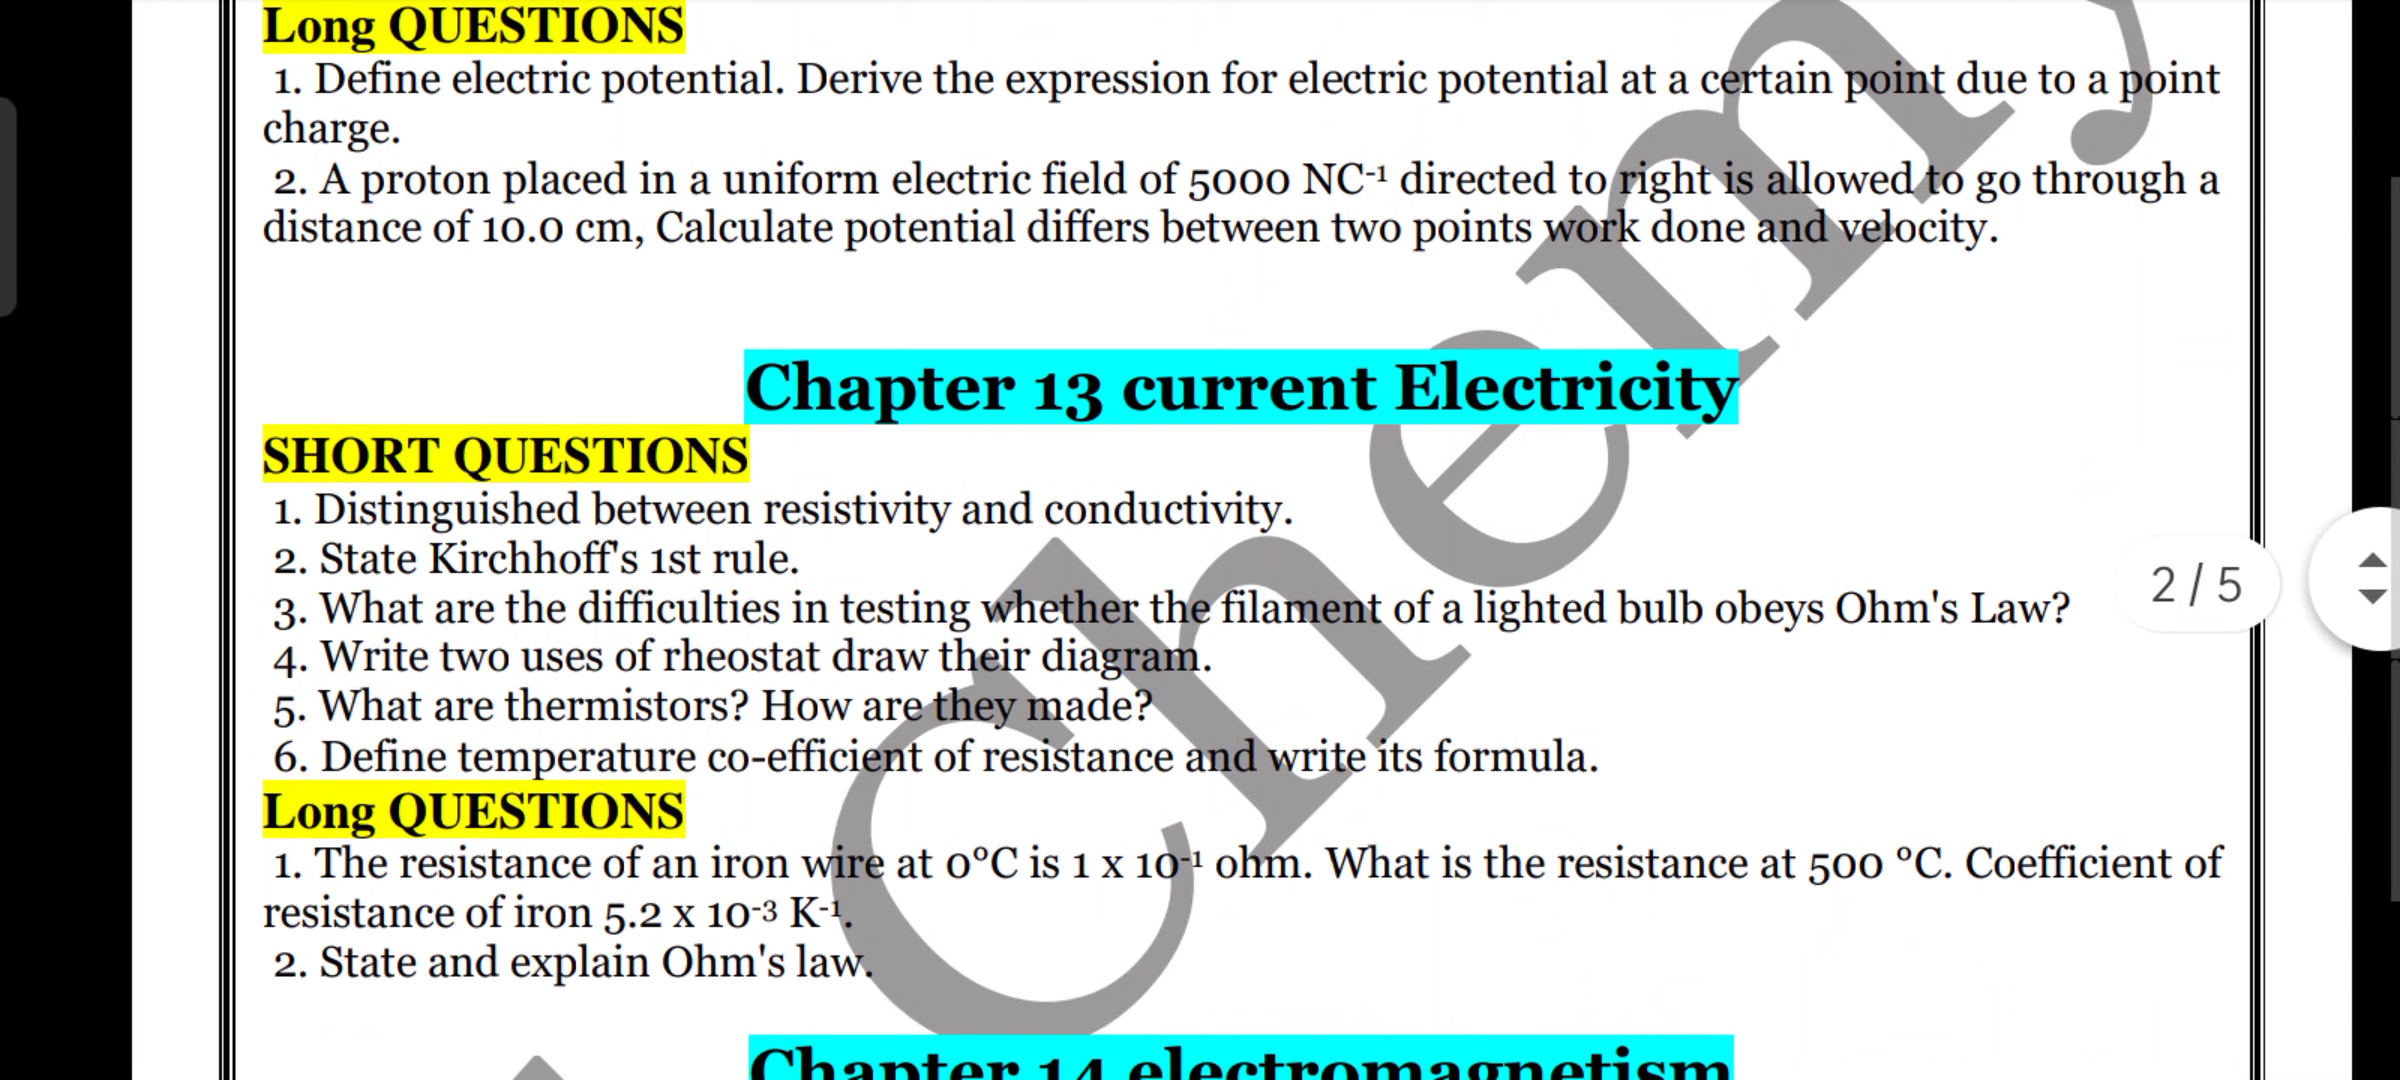 Long QUESTIONS
1. Define electric potential. Derive the expression for electric potential at a certain point due to a point
charge.
2. A proton placed in a uniform electric field of 5000 NC⁻¹ directed to right is allowed to go through a
distance of 10.0 cm, Calculate potential differs between two points work done and velocity.
Chapter 13 current Electricity
SHORT QUESTIONS
1. Distinguished between resistivity and conductivity.
2. State Kirchhoff's 1st rule.
3. What are the difficulties in testing whether the filament of a lighted bulb obeys Ohm's Law?
2 / 5
4. Write two uses of rheostat draw their diagram.
5. What are thermistors? How are they made?
6. Define temperature co-efficient of resistance and write its formula.
Long QUESTIONS
1. The resistance of an iron wire at 0°C is 1 x 10⁻¹ ohm. What is the resistance at 500 °C. Coefficient of
resistance of iron 5.2 x 10⁻³ K⁻¹.
2. State and explain Ohm's law.
Chapter 14 electromagnetism
Chemy